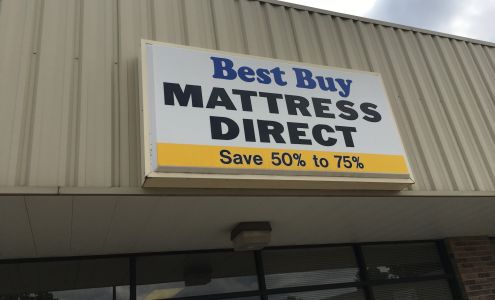 Best Buy
MATTRESS
DIRECT
Save 50% to 75%